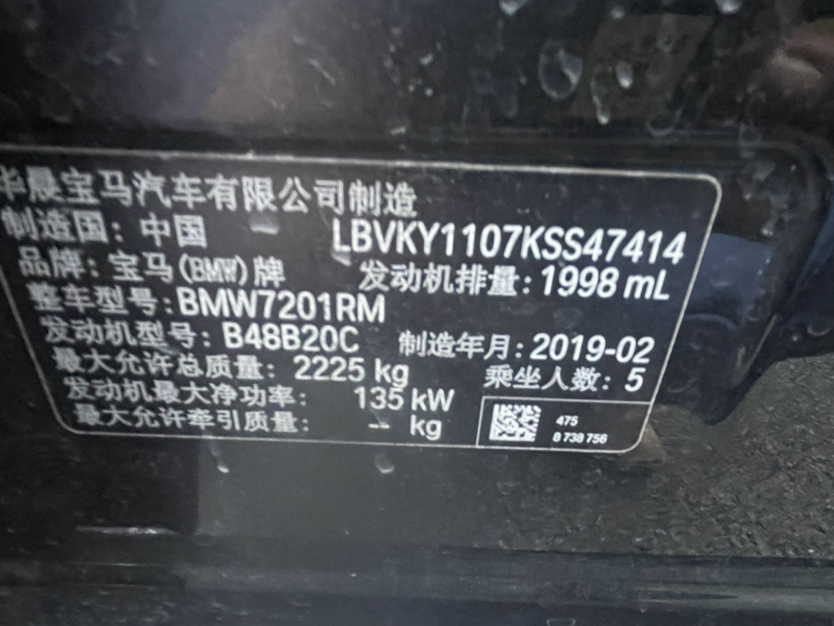 华晨宝马汽车有限公司制造
制造国：中国 LBVKY1107KSS47414
品牌：宝马(BMW)牌 发动机排量：1998 mL
整车型号：BMW7201RM
发动机型号：B48B20C 制造年月：2019-02
最大允许总质量：2225 kg 乘坐人数：5
发动机最大净功率：135 kW
最大允许牵引质量：-- kg
475
8 738 756